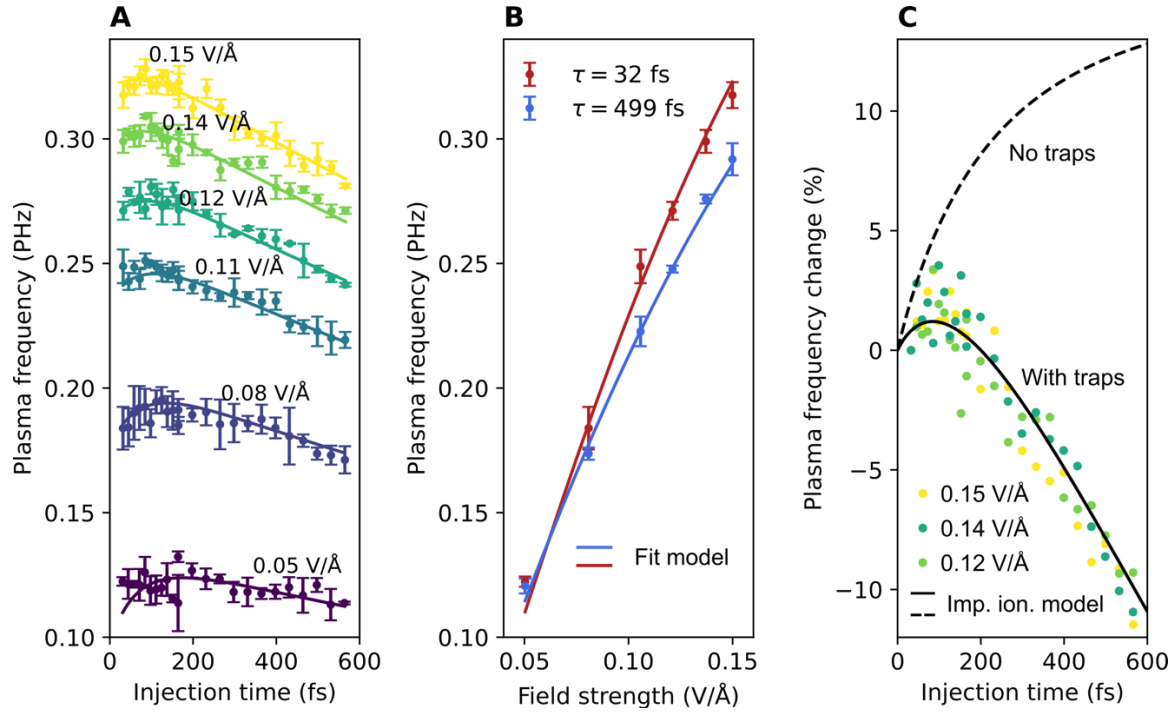 A
0.15 V/Å
0.14 V/Å
0.12 V/Å
0.11 V/Å
0.08 V/Å
0.05 V/Å
0.30
0.25
0.20
0.15
0.10
0
200
400
600
Plasma frequency (PHz)
Injection time (fs)
B
τ = 32 fs
τ = 499 fs
Fit model
0.30
0.25
0.20
0.15
0.10
0.05
0.10
0.15
Plasma frequency (PHz)
Field strength (V/Å)
C
No traps
With traps
0.15 V/Å
0.14 V/Å
0.12 V/Å
Imp. ion. model
10
5
0
−5
−10
0
200
400
600
Plasma frequency change (%)
Injection time (fs)